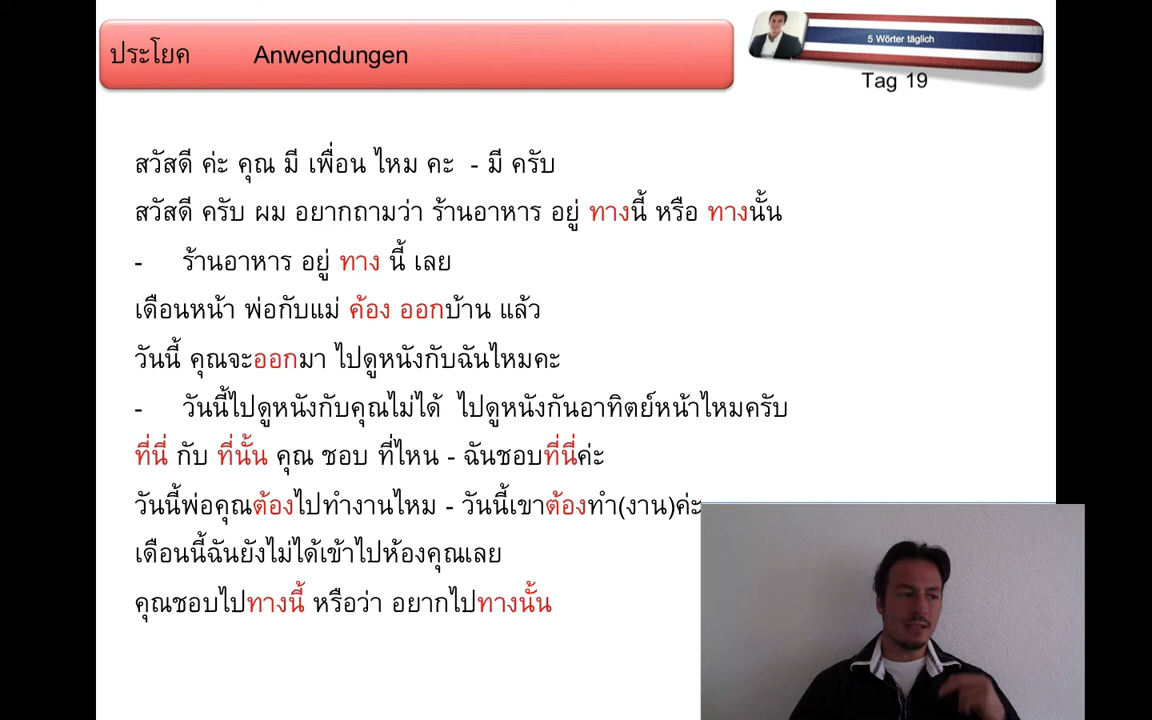 ประโยค Anwendungen
5 Wörter täglich
Tag 19
สวัสดี ค่ะ คุณ มี เพื่อน ไหม คะ - มี ครับ
สวัสดี ครับ ผม อยากถามว่า ร้านอาหาร อยู่ ทางนี้ หรือ ทางนั้น
- ร้านอาหาร อยู่ ทาง นี้ เลย
เดือนหน้า พ่อกับแม่ ค้อง ออกบ้าน แล้ว
วันนี้ คุณจะออกมา ไปดูหนังกับฉันไหมคะ
- วันนี้ไปดูหนังกับคุณไม่ได้ ไปดูหนังกันอาทิตย์หน้าไหมครับ
ที่นี่ กับ ที่นั้น คุณ ชอบ ที่ไหน - ฉันชอบที่นี่ค่ะ
วันนี้พ่อคุณต้องไปทำงานไหม - วันนี้เขาต้องทำ(งาน)ค่ะ
เดือนนี้ฉันยังไม่ได้เข้าไปห้องคุณเลย
คุณชอบไปทางนี้ หรือว่า อยากไปทางนั้น